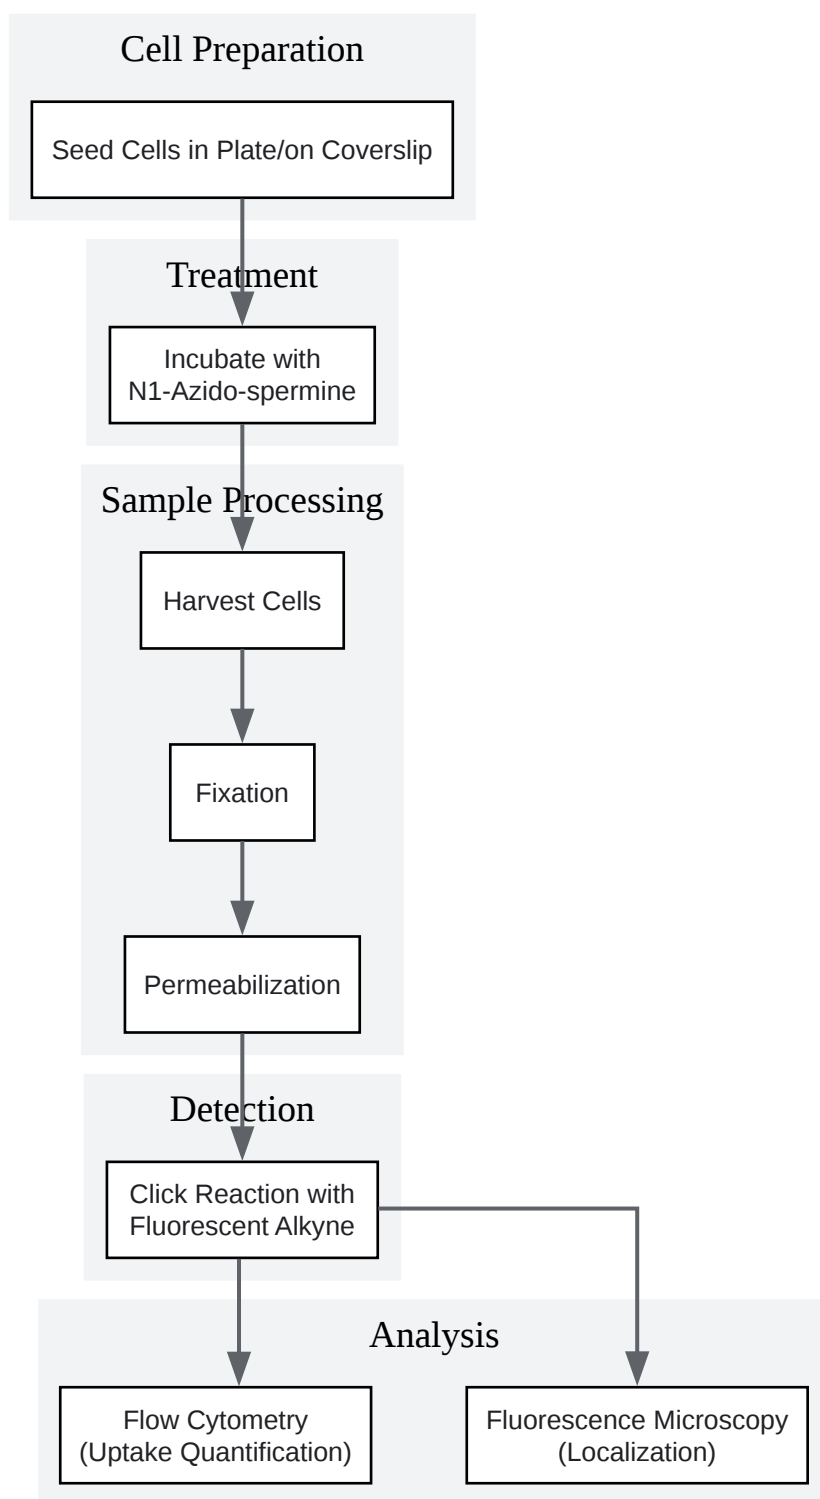 Cell Preparation
Seed Cells in Plate/on Coverslip
Treatment
Incubate with
N1-Azido-spermine
Sample Processing
Harvest Cells
Fixation
Permeabilization
Detection
Click Reaction with
Fluorescent Alkyne
Analysis
Flow Cytometry
(Uptake Quantification)
Fluorescence Microscopy
(Localization)